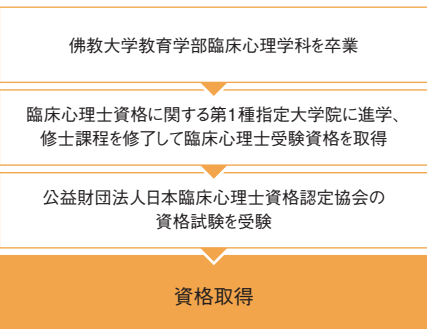 佛教大学教育学部臨床心理学科を卒業
臨床心理士資格に関する第1種指定大学院に進学、
修士課程を修了して臨床心理士受験資格を取得
公益財団法人日本臨床心理士資格認定協会の
資格試験を受験
資格取得